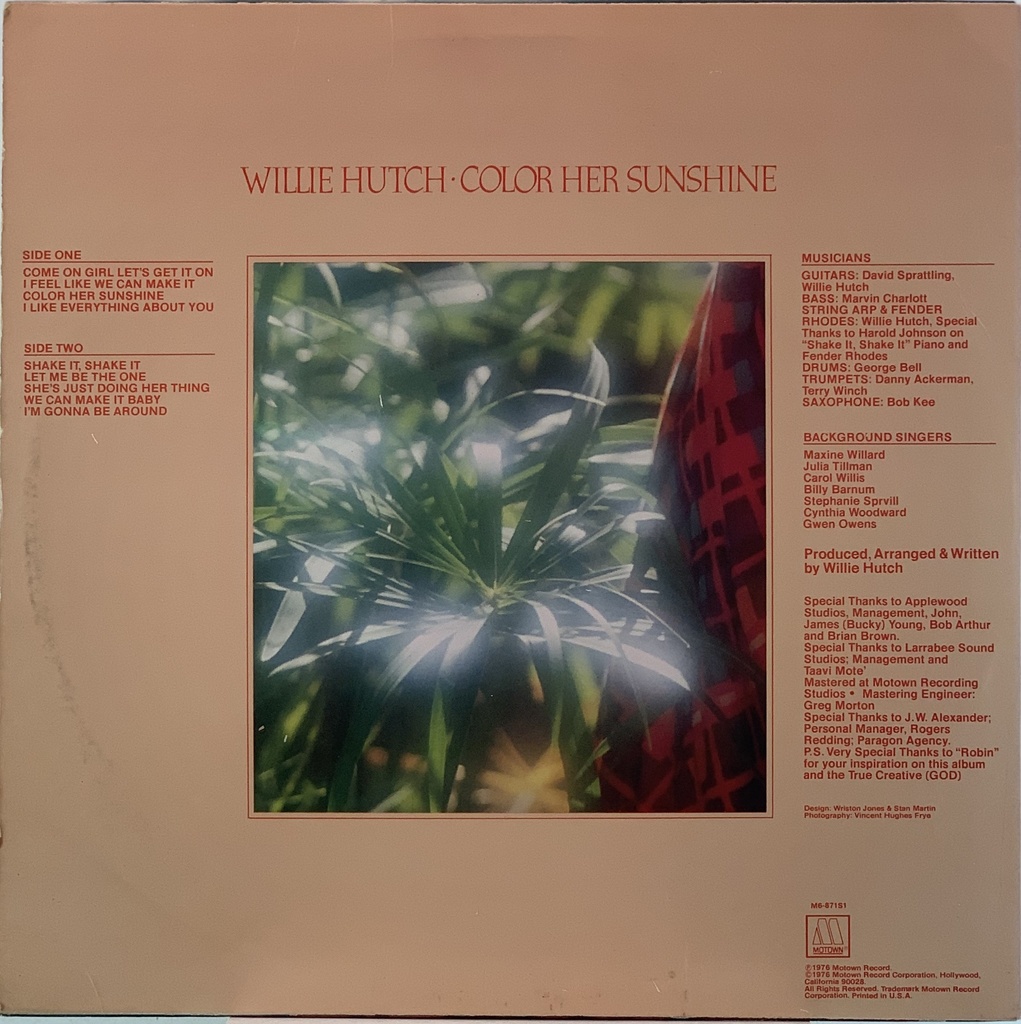 WILLIE HUTCH · COLOR HER SUNSHINE
SIDE ONE
COME ON GIRL LET'S GET IT ON
I FEEL LIKE WE CAN MAKE IT
COLOR HER SUNSHINE
I LIKE EVERYTHING ABOUT YOU
SIDE TWO
SHAKE IT, SHAKE IT
LET ME BE THE ONE
SHE'S JUST DOING HER THING
WE CAN MAKE IT BABY
I'M GONNA BE AROUND
MUSICIANS
GUITARS: David Sprattling,
Willie Hutch
BASS: Marvin Charlott
STRING ARP & FENDER
RHODES: Willie Hutch, Special
Thanks to Harold Johnson on
"Shake It, Shake It" Piano and
Fender Rhodes
DRUMS: George Bell
TRUMPETS: Danny Ackerman,
Terry Winch
SAXOPHONE: Bob Kee
BACKGROUND SINGERS
Maxine Willard
Julia Tillman
Carol Willis
Billy Barnum
Stephanie Sprvill
Cynthia Woodward
Gwen Owens
Produced, Arranged & Written
by Willie Hutch
Special Thanks to Applewood
Studios, Management, John,
James (Bucky) Young, Bob Arthur
and Brian Brown.
Special Thanks to Larrabee Sound
Studios; Management and
Taavi Mote'
Mastered at Motown Recording
Studios • Mastering Engineer:
Greg Morton
Special Thanks to J.W. Alexander;
Personal Manager, Rogers
Redding; Paragon Agency.
P.S. Very Special Thanks to "Robin"
for your inspiration on this album
and the True Creative (GOD)
Design: Wriston Jones & Stan Martin
Photography: Vincent Hughes Frye
M6-871S1
MOTOWN®
℗1976 Motown Record.
©1976 Motown Record Corporation, Hollywood,
California 90028.
All Rights Reserved. Trademark Motown Record
Corporation. Printed in U.S.A.